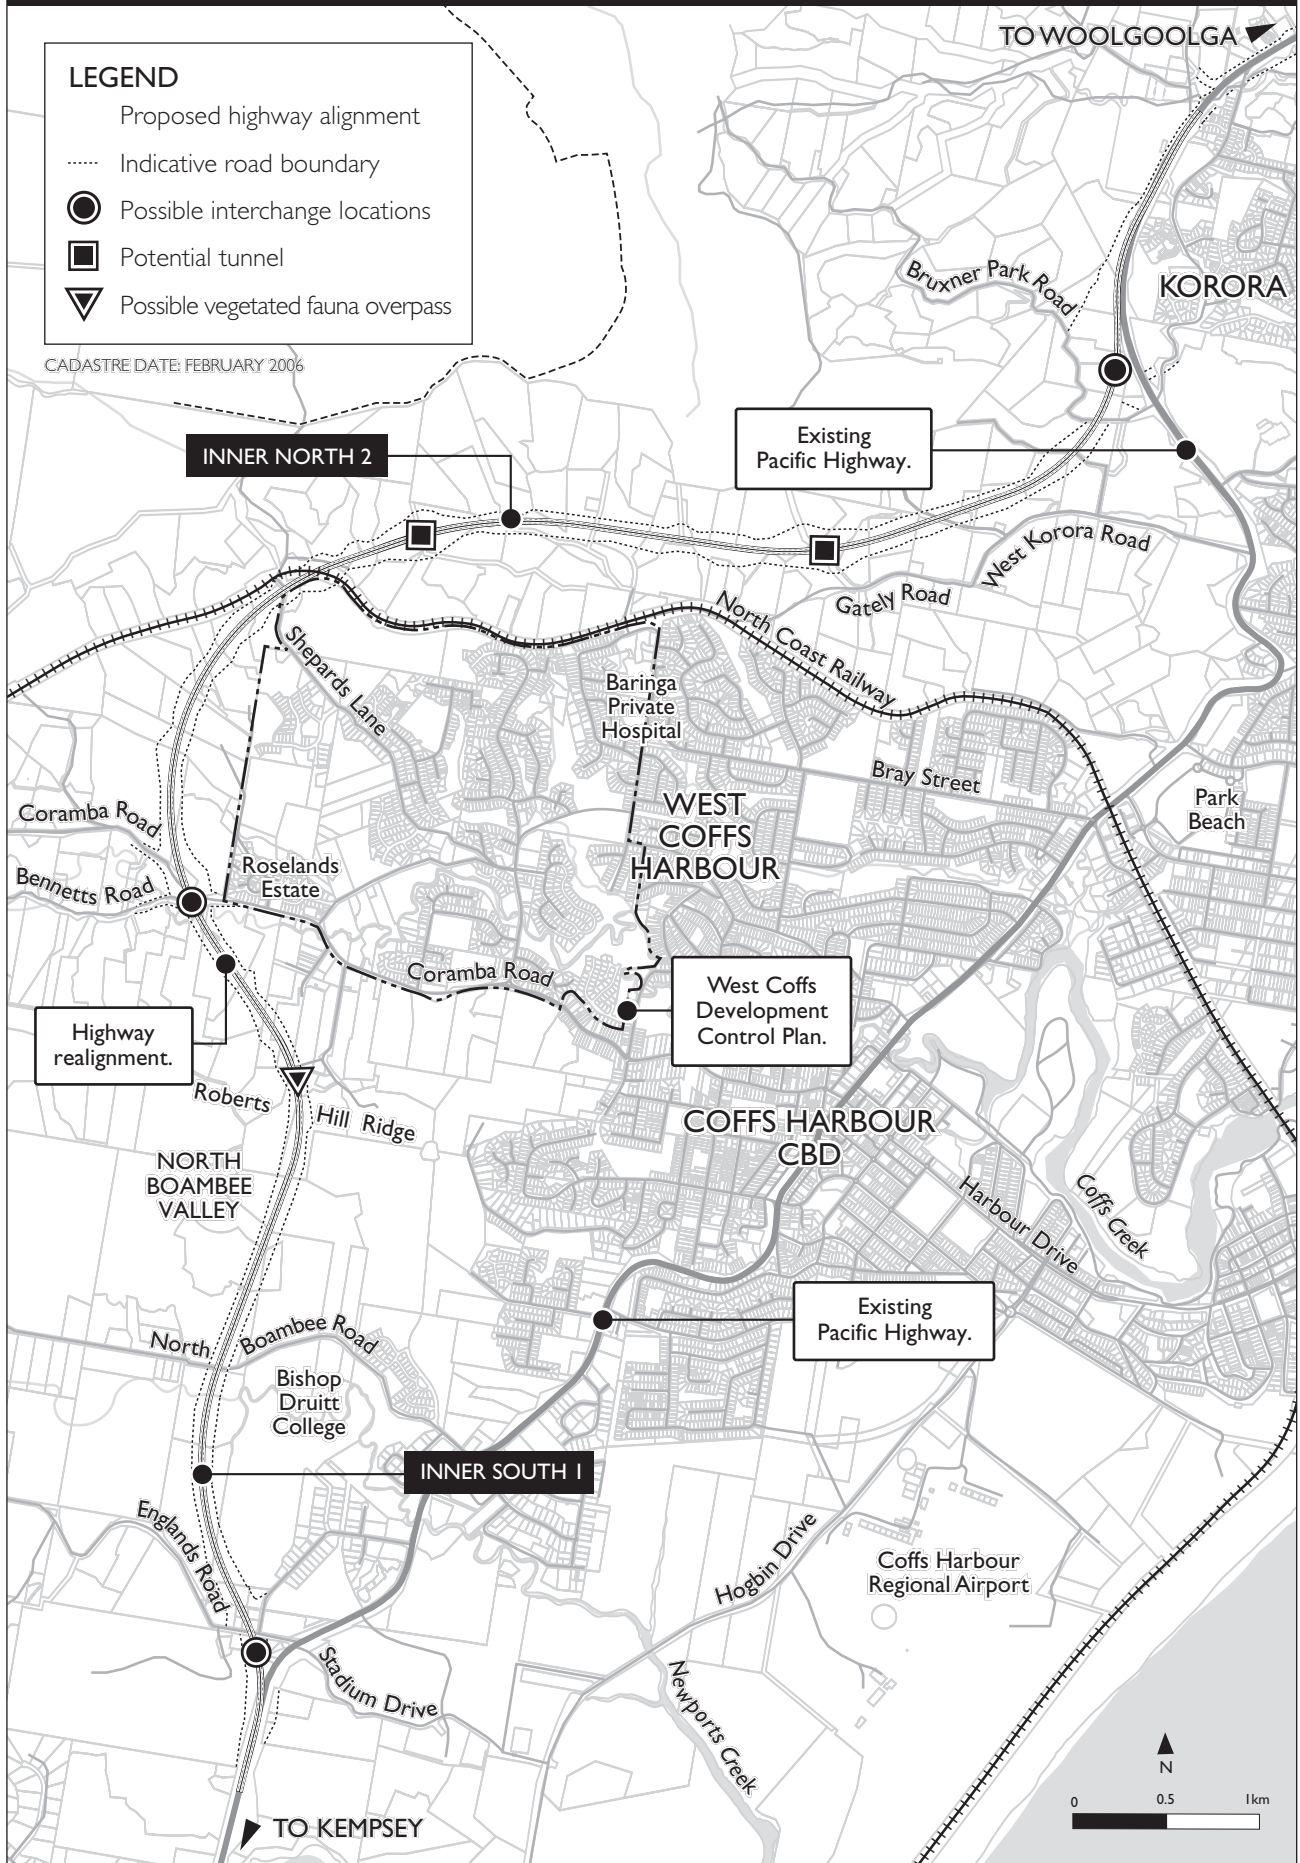 TO WOOLGOOLGA
LEGEND
Proposed highway alignment
Indicative road boundary
Possible interchange locations
Potential tunnel
Possible vegetated fauna overpass
CADASTRE DATE: FEBRUARY 2006
Bruxner Park Road
KORORA
INNER NORTH 2
Existing
Pacific Highway.
West Korora Road
Gately Road
North Coast Railway
Shepards Lane
Baringa
Private
Hospital
Bray Street
Park
Beach
WEST
COFFS
HARBOUR
Coramba Road
Bennetts Road
Roselands
Estate
Coramba Road
West Coffs
Development
Control Plan.
Highway
realignment.
Roberts Hill Ridge
COFFS HARBOUR
CBD
NORTH
BOAMBEE
VALLEY
Harbour Drive
Coffs Creek
Existing
Pacific Highway.
North Boambee Road
Bishop
Druitt
College
INNER SOUTH 1
Englands Road
Hogbin Drive
Coffs Harbour
Regional Airport
Stadium Drive
Newports Creek
N
0 0.5 1km
TO KEMPSEY